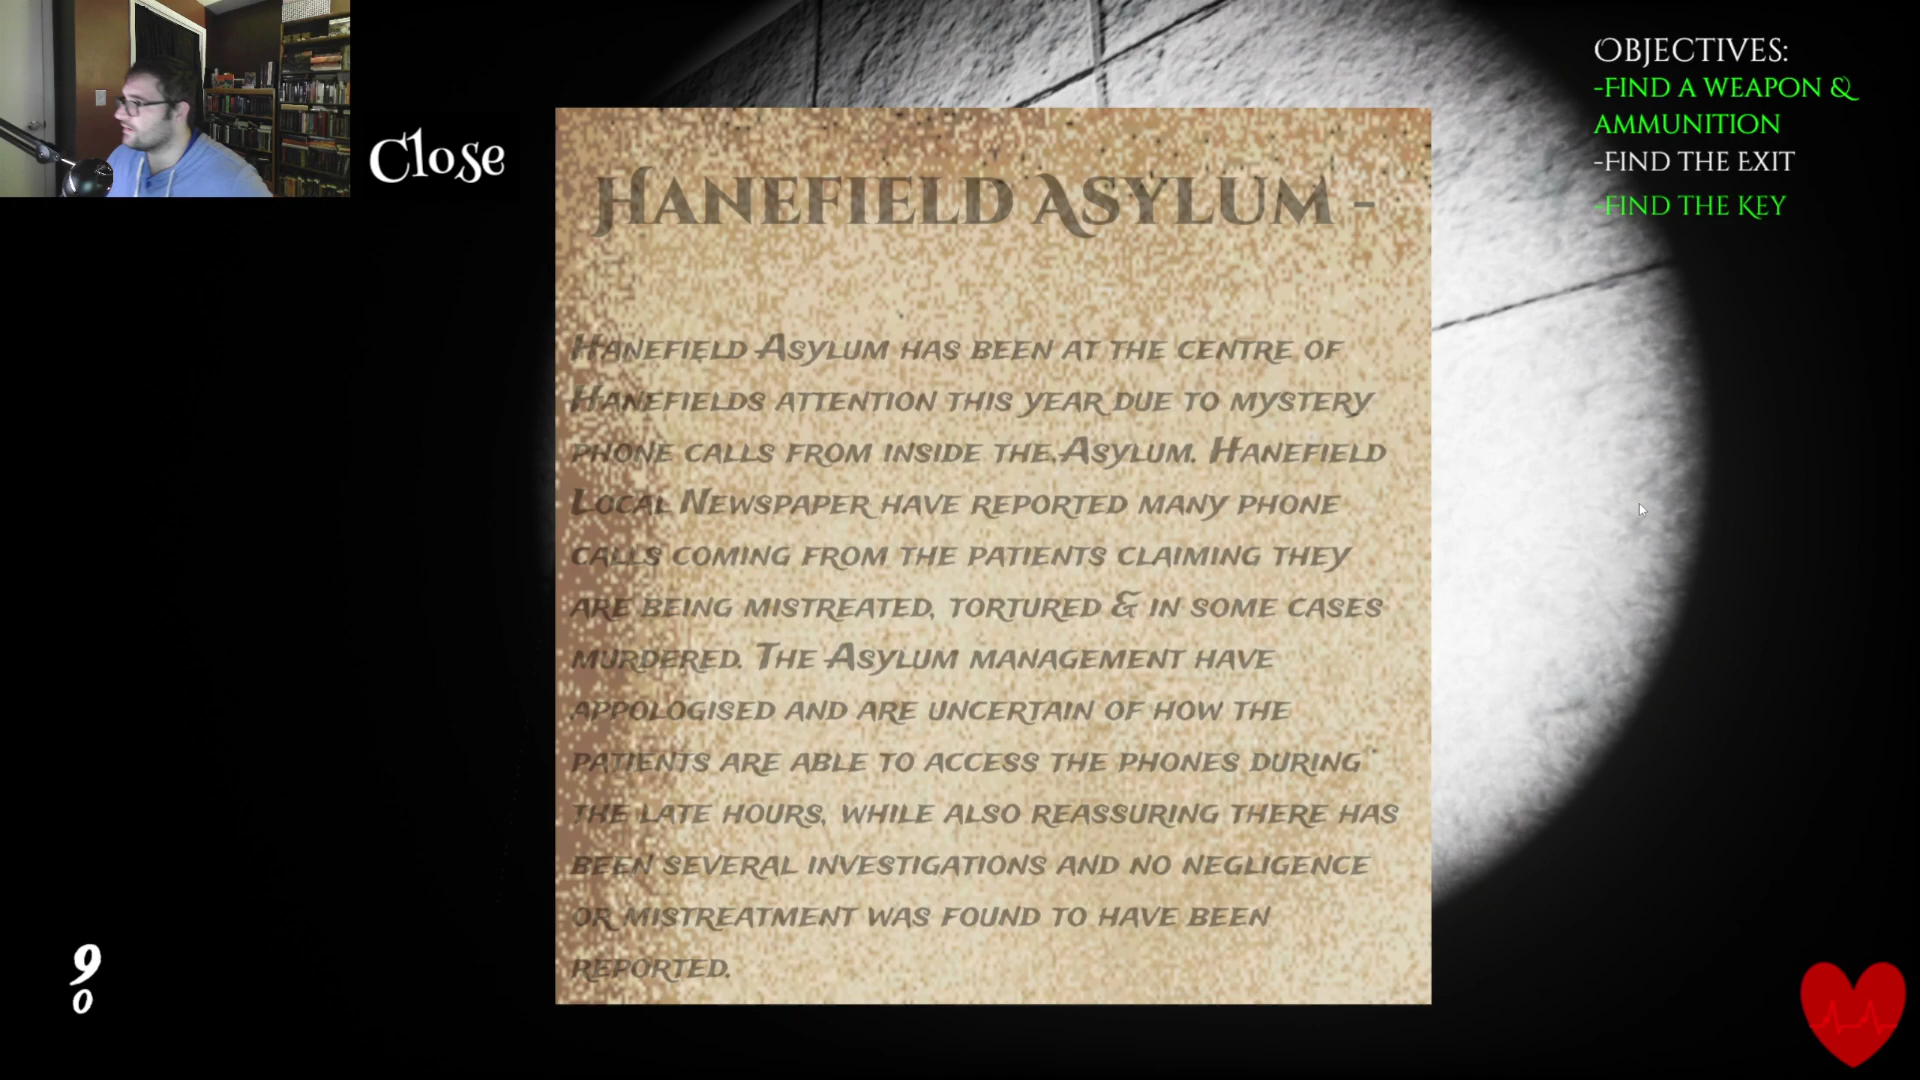 Close
Objectives:
-Find a weapon &
ammunition
-Find the exit
-Find the Key
Hanefield Asylum -
Hanefield Asylum has been at the centre of
Hanefields attention this year due to mystery
phone calls from inside the Asylum. Hanefield
Local Newspaper have reported many phone
calls coming from the patients claiming they
are being mistreated, tortured & in some cases
murdered. The Asylum management have
appologised and are uncertain of how the
patients are able to access the phones during
the late hours, while also reassuring there has
been several investigations and no negligence
or mistreatment was found to have been
reported.
9
0